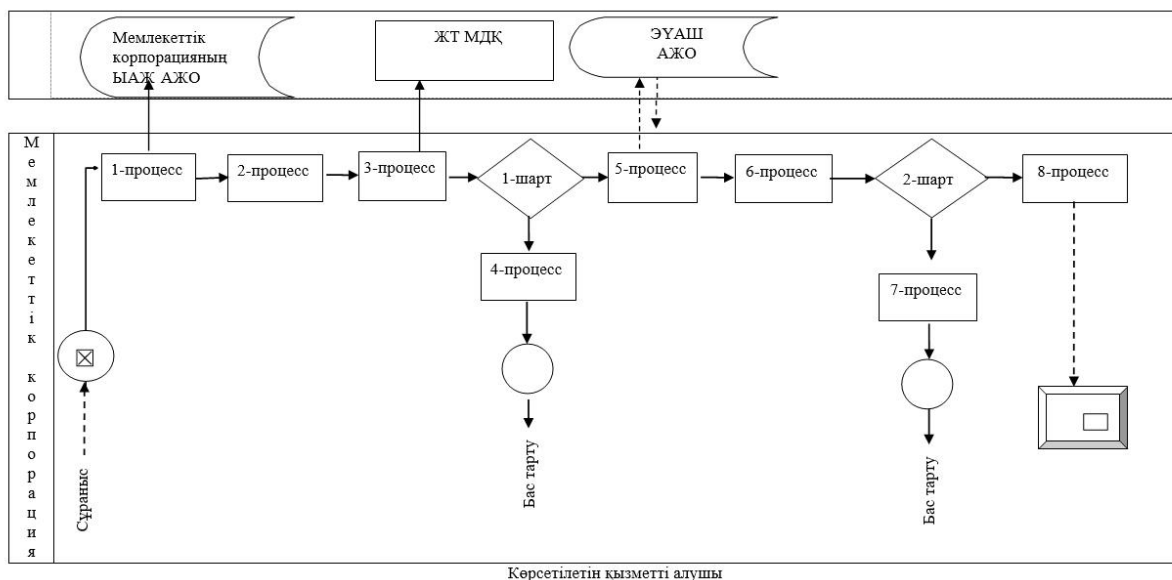 Мемлекеттік
корпорацияның
ЫАЖ АЖО
ЖТ МДҚ
ЭҮАШ
АЖО
Мемлекеттік корпорация
1-процесс
2-процесс
3-процесс
1-шарт
5-процесс
6-процесс
2-шарт
8-процесс
4-процесс
7-процесс
Сұраныс
Бас тарту
Бас тарту
Көрсетілетін қызметті алушы